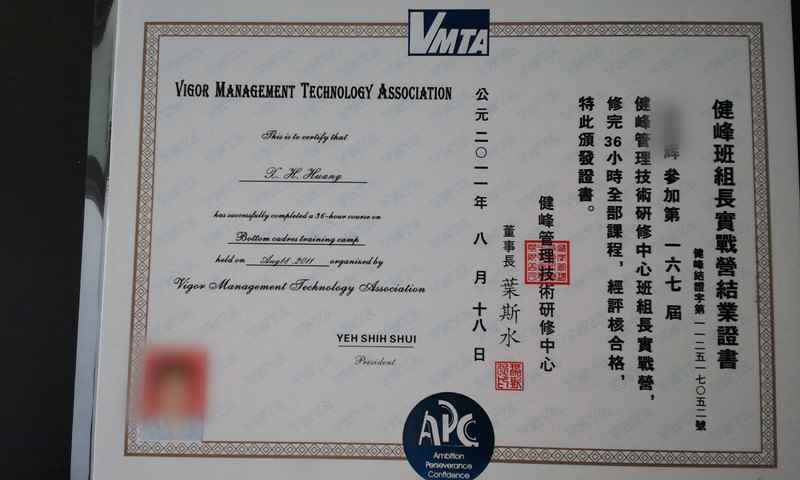 VMTA
VIGOR MANAGEMENT TECHNOLOGY ASSOCIATION
This is to certify that
X. H. Huang
has successfully completed a 36-hour course on
Bottom cadres training camp
held on Aug18, 2011 organized by
Vigor Management Technology Association
YEH SHIH SHUI
President
健峰班組長實戰營結業證書
健峰結證字第一一二五一七〇五二號
輝 參加第 一六七 屆
健峰管理技術研修中心班組長實戰營，
修完36小時全部課程，經評核合格，
特此頒發證書。
健峰管理技術研修中心
董事長 葉斯水
公元二〇一一年 八 月 十八 日
APC
Ambition
Perseverance
Confidence